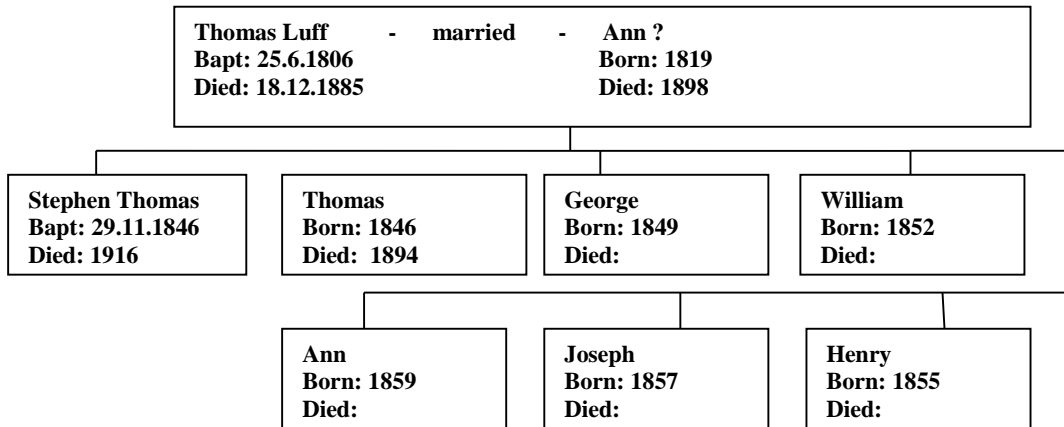 Thomas Luff - married - Ann ?
Bapt: 25.6.1806 Born: 1819
Died: 18.12.1885 Died: 1898
Stephen Thomas
Bapt: 29.11.1846
Died: 1916
Thomas
Born: 1846
Died: 1894
George
Born: 1849
Died:
William
Born: 1852
Died:
Ann
Born: 1859
Died:
Joseph
Born: 1857
Died:
Henry
Born: 1855
Died: